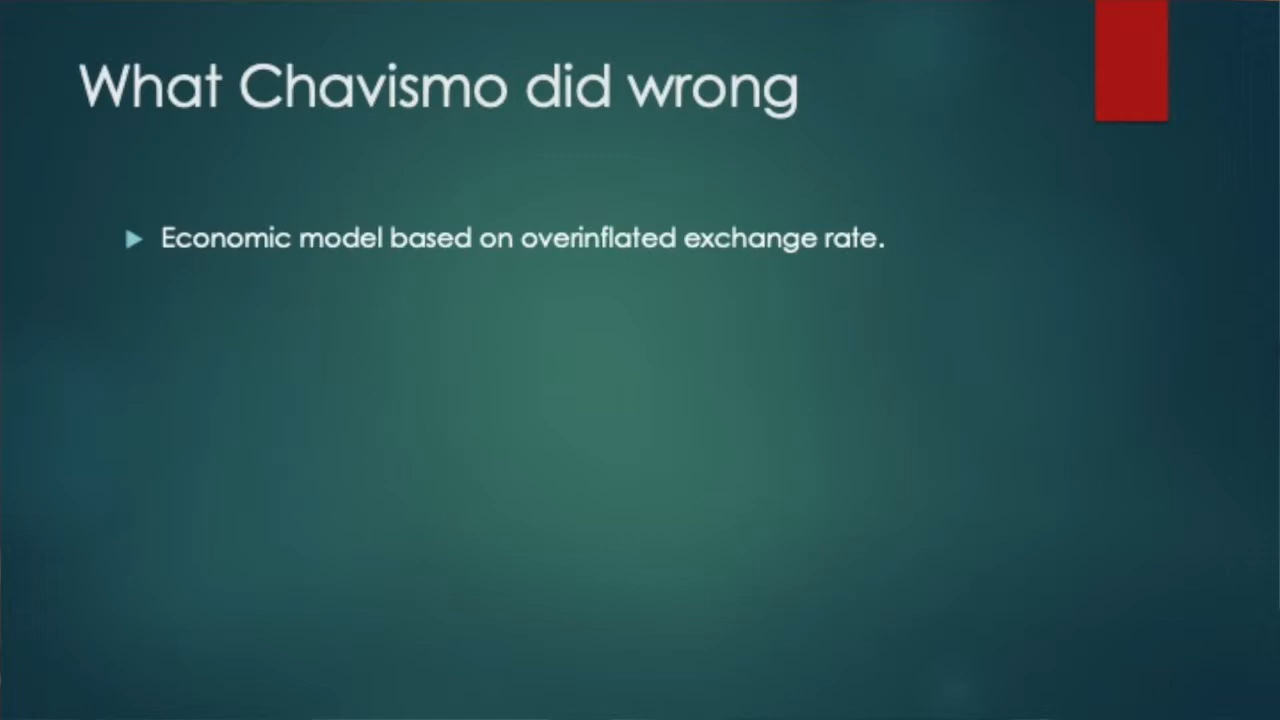 What Chavismo did wrong
Economic model based on overinflated exchange rate.